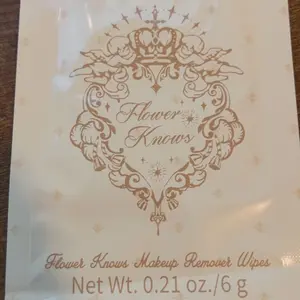 Flower
Knows
Flower Knows Makeup Remover Wipes
Net Wt. 0.21 oz./6 g